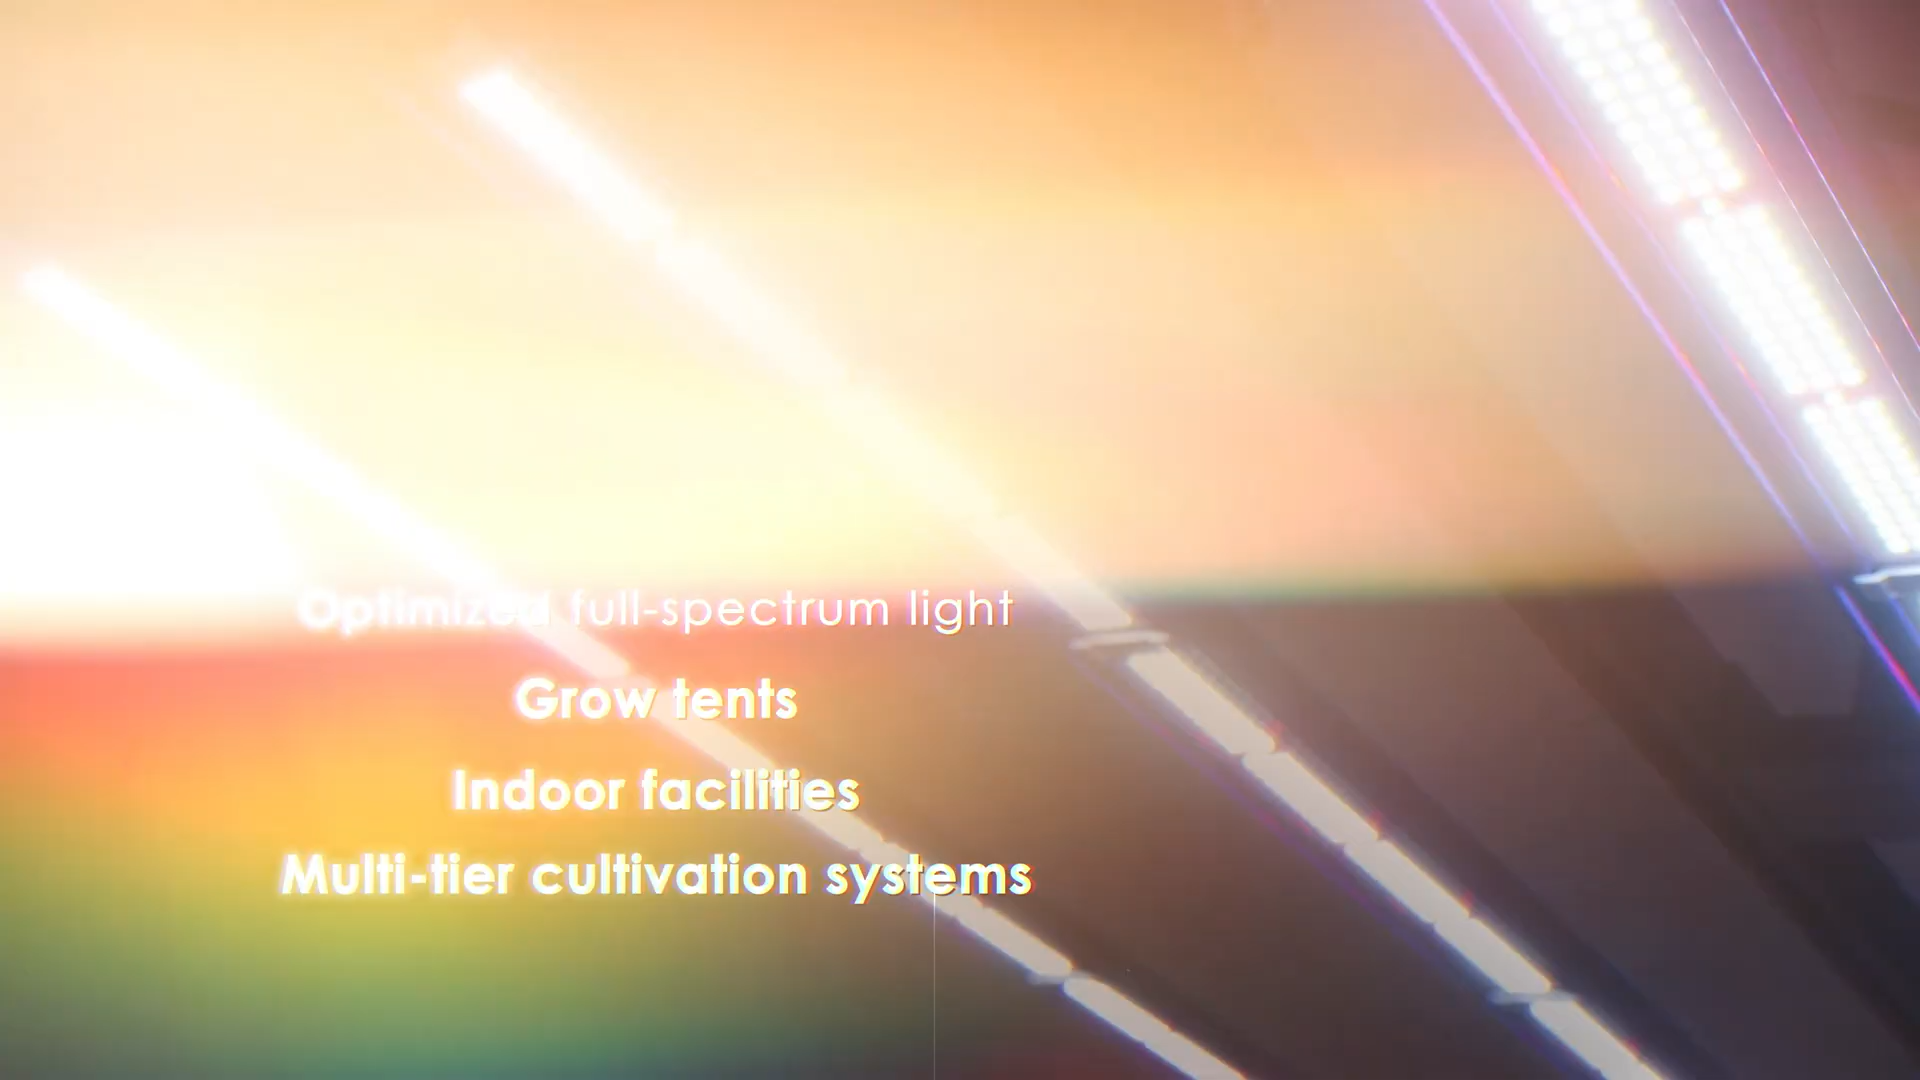 Optimized full-spectrum light
Grow tents
Indoor facilities
Multi-tier cultivation systems